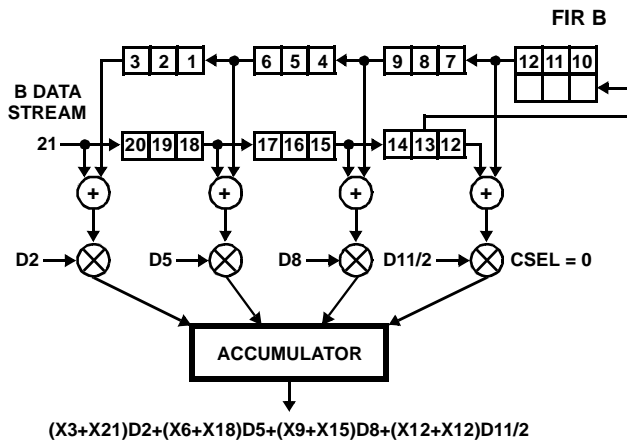 FIR B
3 2 1 6 5 4 9 8 7 12 11 10
B DATA
STREAM
21 20 19 18 17 16 15 14 13 12
+ + + +
D2 D5 D8 D11/2 CSEL = 0
ACCUMULATOR
(X3+X21)D2+(X6+X18)D5+(X9+X15)D8+(X12+X12)D11/2